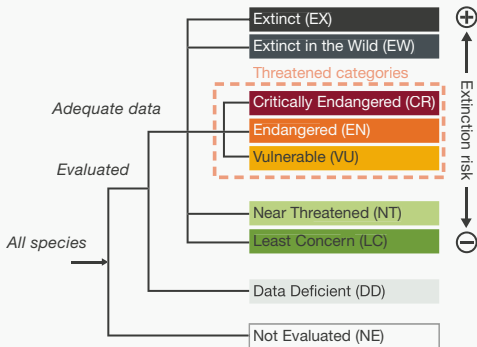 Extinct (EX)
Extinct in the Wild (EW)
Threatened categories
Adequate data
Critically Endangered (CR)
Endangered (EN)
Evaluated
Vulnerable (VU)
Near Threatened (NT)
All species
Least Concern (LC)
Data Deficient (DD)
Not Evaluated (NE)
+
Extinction risk
−